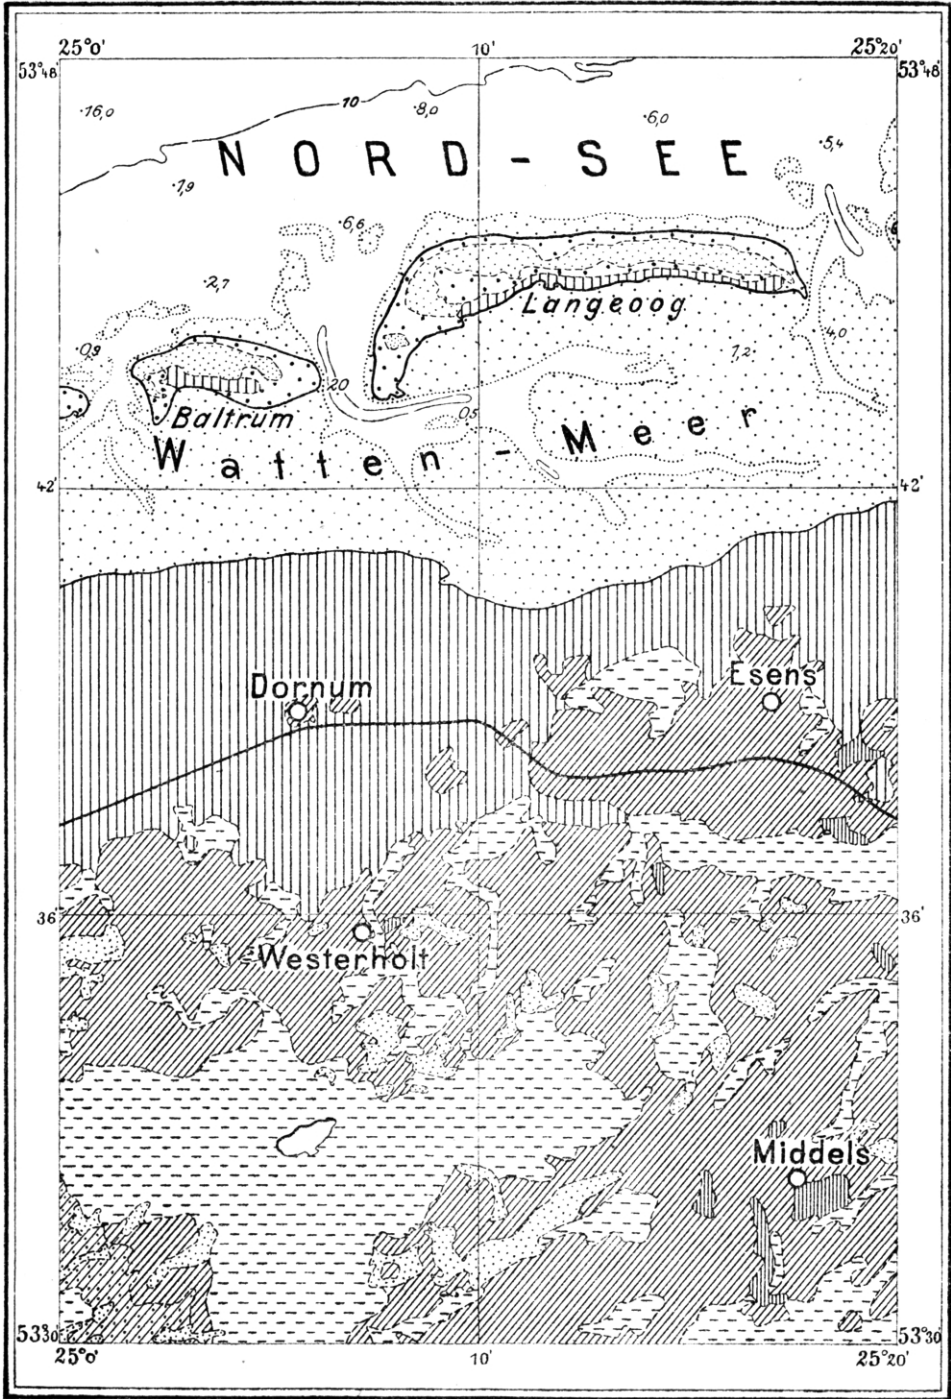 25°0' 10' 25°20'
53°48' 53°48'
16,0 10 8,0 6,0
5,4
NORD-SEE
7,9
6,6
2,7
Langeoog
4,0
0,9 1,2
20
0,5
2
Baltrum
Watten-Meer
42' 42'
Dornum Esens
36' 36'
Westerholt
Middels
53°30' 53°30'
25°0' 10' 25°20'